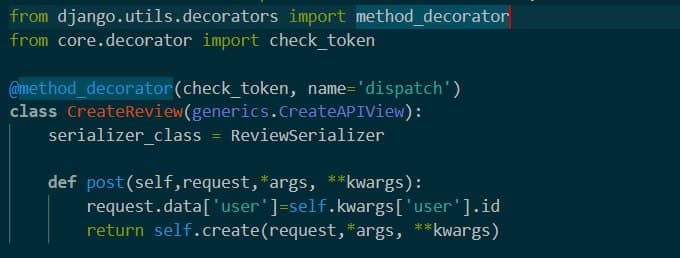 from django.utils.decorators import method_decorator
from core.decorator import check_token
@method_decorator(check_token, name='dispatch')
class CreateReview(generics.CreateAPIView):
serializer_class = ReviewSerializer
def post(self,request,*args, **kwargs):
request.data['user']=self.kwargs['user'].id
return self.create(request,*args, **kwargs)